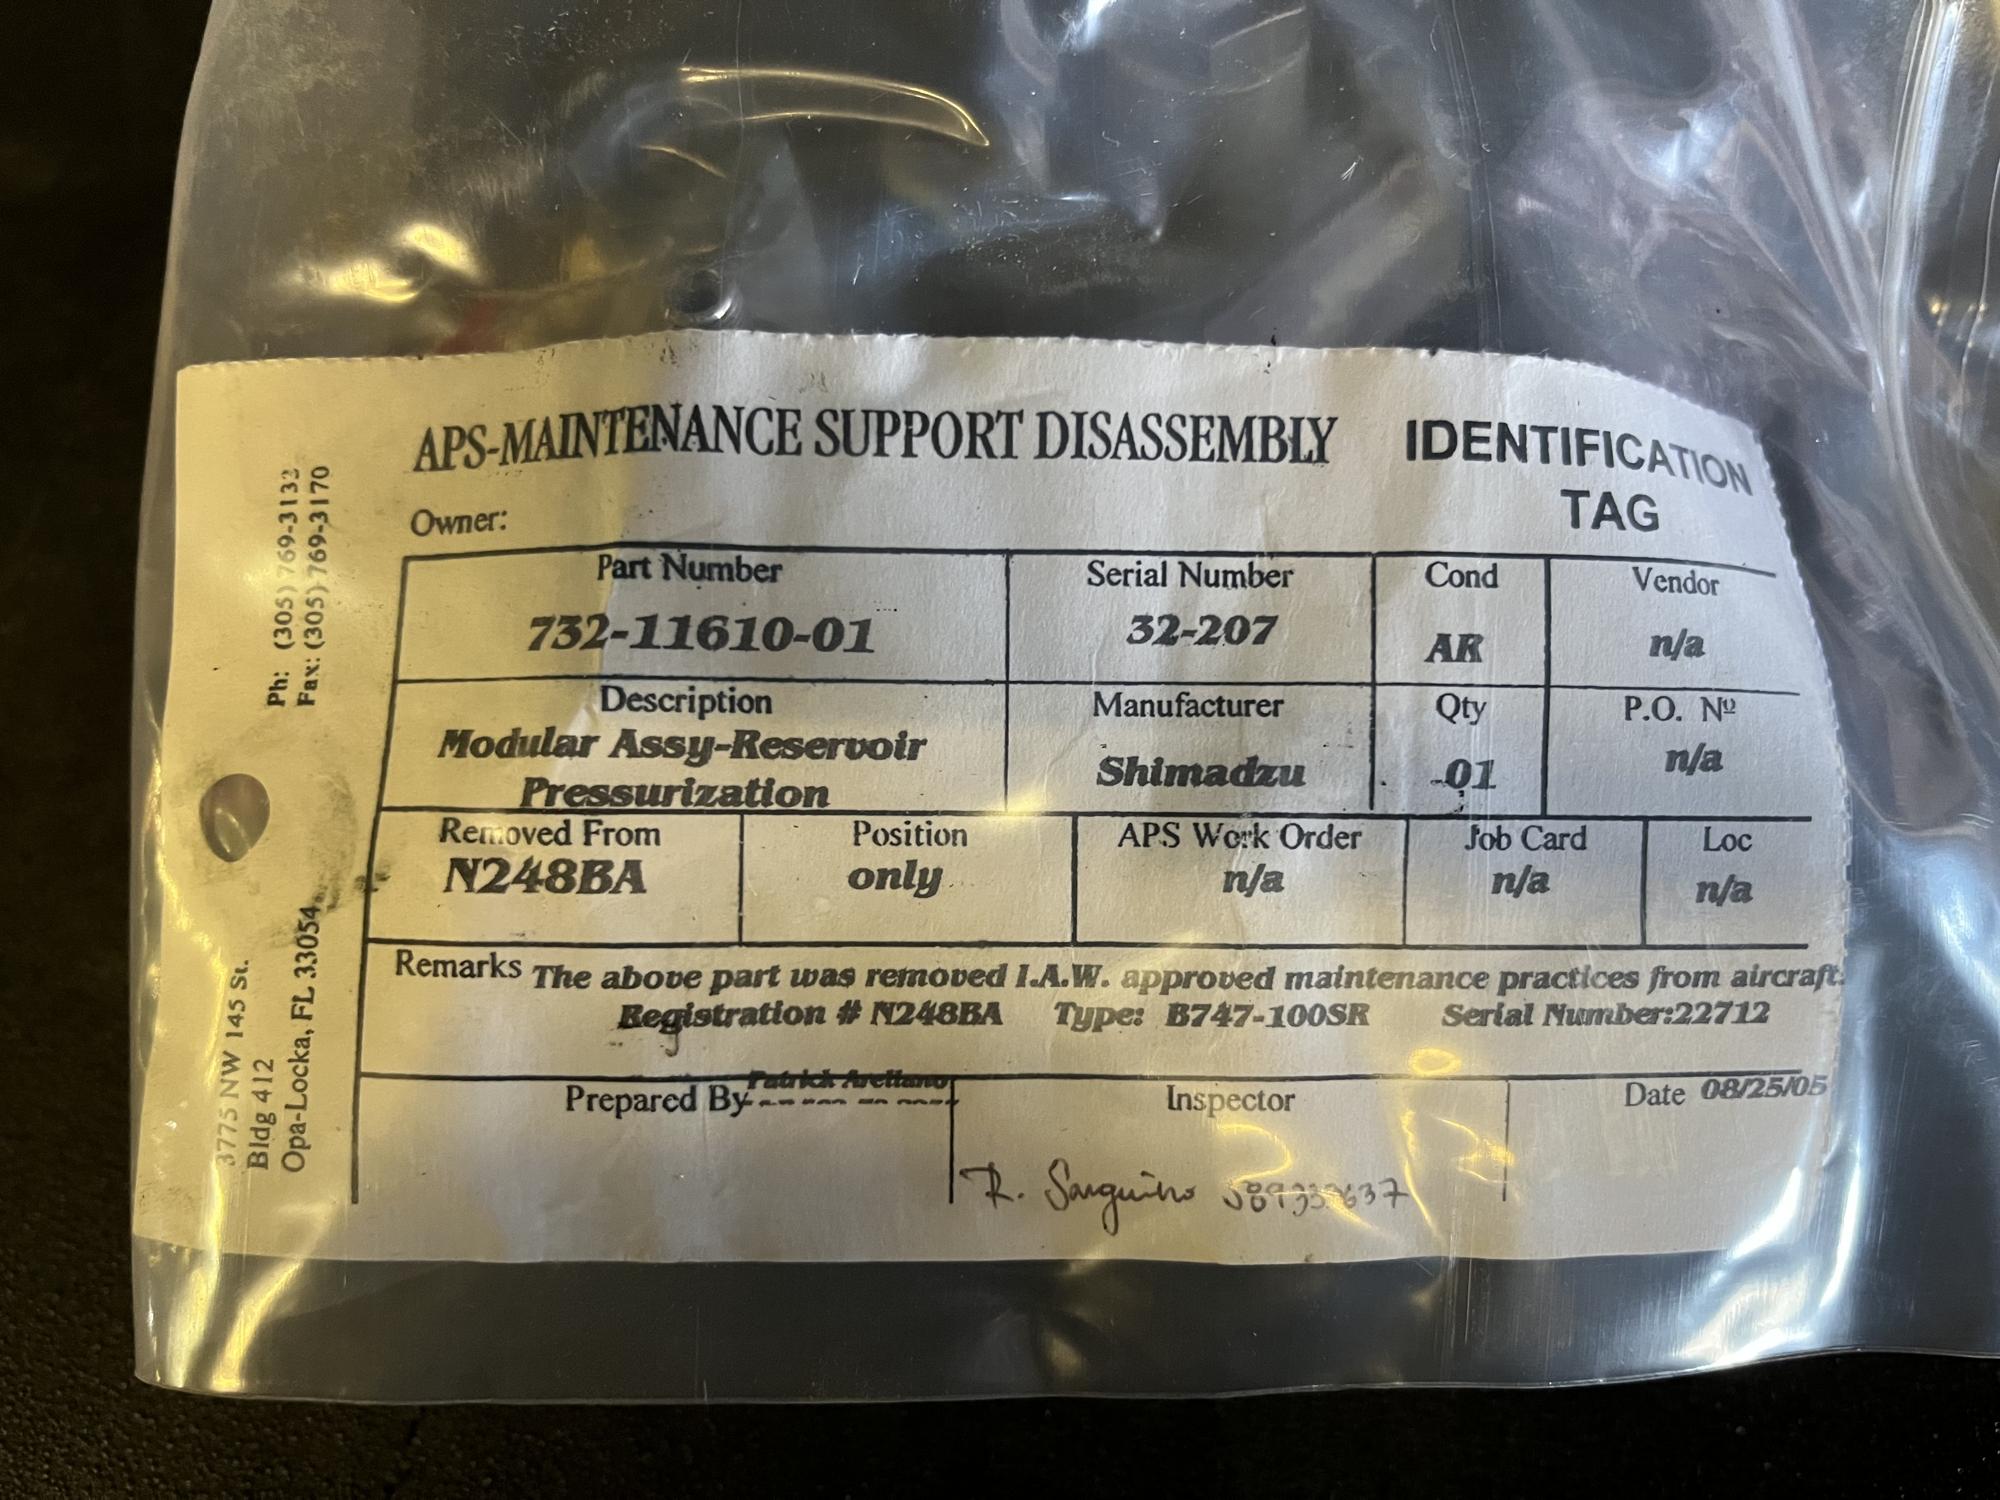 APS-MAINTENANCE SUPPORT DISASSEMBLY IDENTIFICATION
TAG
Ph: (305) 769-3133
Fax: (305) 769-3170
Owner:
Part Number Serial Number Cond Vendor
732-11610-01 32-207 AR n/a
Description Manufacturer Qty P.O. Nº
Modular Assy-Reservoir Shimadzu -01 n/a
Pressurization
Removed From Position APS Work Order Job Card Loc
N248BA only n/a n/a n/a
Remarks The above part was removed I.A.W. approved maintenance practices from aircraft:
Registration # N248BA Type: B747-100SR Serial Number:22712
Prepared By Patrick Arellano Inspector Date 08/25/05
R.
3775 NW 145 St.
Bldg 412
Opa-Locka, FL 33054